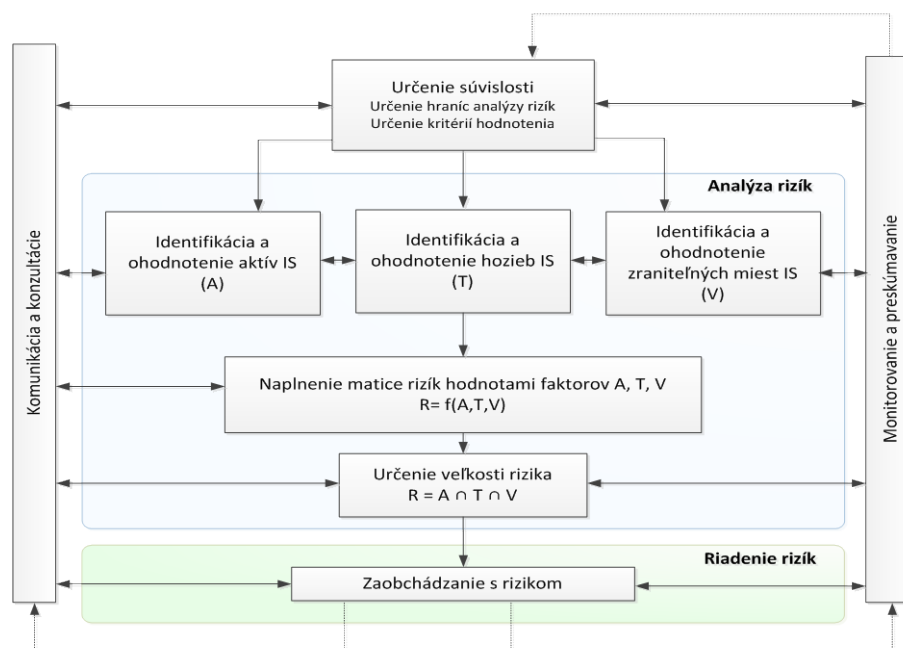 Určenie súvislosti
Určenie hraníc analýzy rizík
Určenie kritérií hodnotenia
Analýza rizík
Identifikácia a
ohodnotenie aktív IS
(A)
Identifikácia a
ohodnotenie hozieb IS
(T)
Identifikácia a
ohodnotenie
zraniteľných miest IS
(V)
Komunikácia a konzultácie
Monitorovanie a preskúmavanie
Naplnenie matice rizík hodnotami faktorov A, T, V
R= f(A,T,V)
Určenie veľkosti rizika
R = A ∩ T ∩ V
Riadenie rizík
Zaobchádzanie s rizikom